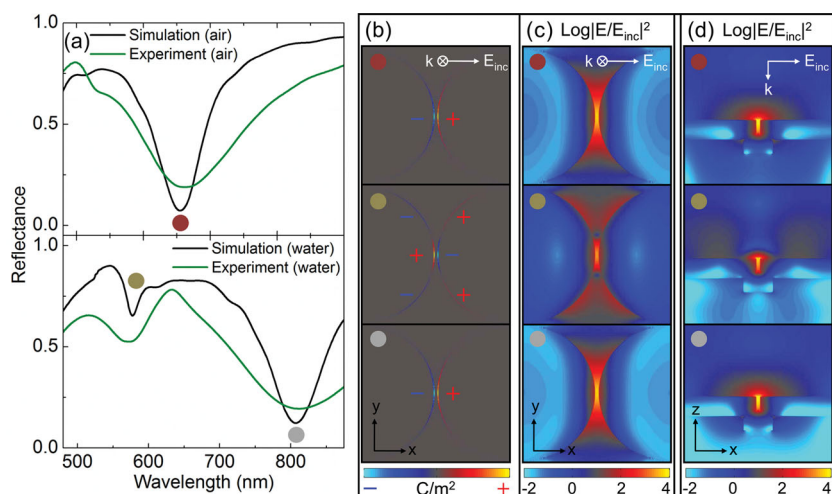 (a)
Simulation (air)
Experiment (air)
1.0
0.5
0.0
Simulation (water)
Experiment (water)
1.0
0.5
0.0
Reflectance
500 600 700 800
Wavelength (nm)
(b)
k ⊗ E_inc
− +
− +
+ −
− +
− +
y
x
− C/m² +
(c) Log|E/E_inc|²
k ⊗ E_inc
y
x
-2 0 2 4
(d) Log|E/E_inc|²
E_inc
k
z
x
-2 0 2 4